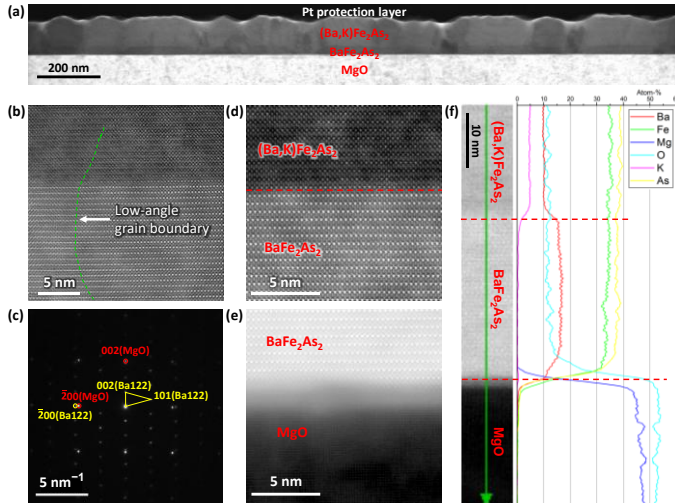 (a)
Pt protection layer
(Ba,K)Fe₂As₂
BaFe₂As₂
MgO
200 nm
(b)
Low-angle
grain boundary
5 nm
(d)
(Ba,K)Fe₂As₂
BaFe₂As₂
5 nm
(c)
002(MgO)
002(Ba122)
2̅00(MgO)
101(Ba122)
2̅00(Ba122)
5 nm⁻¹
(e)
BaFe₂As₂
MgO
5 nm
(f)
10 nm
(Ba,K)Fe₂As₂
BaFe₂As₂
MgO
Atom-%
0 10 20 30 40 50
Ba
Fe
Mg
O
K
As